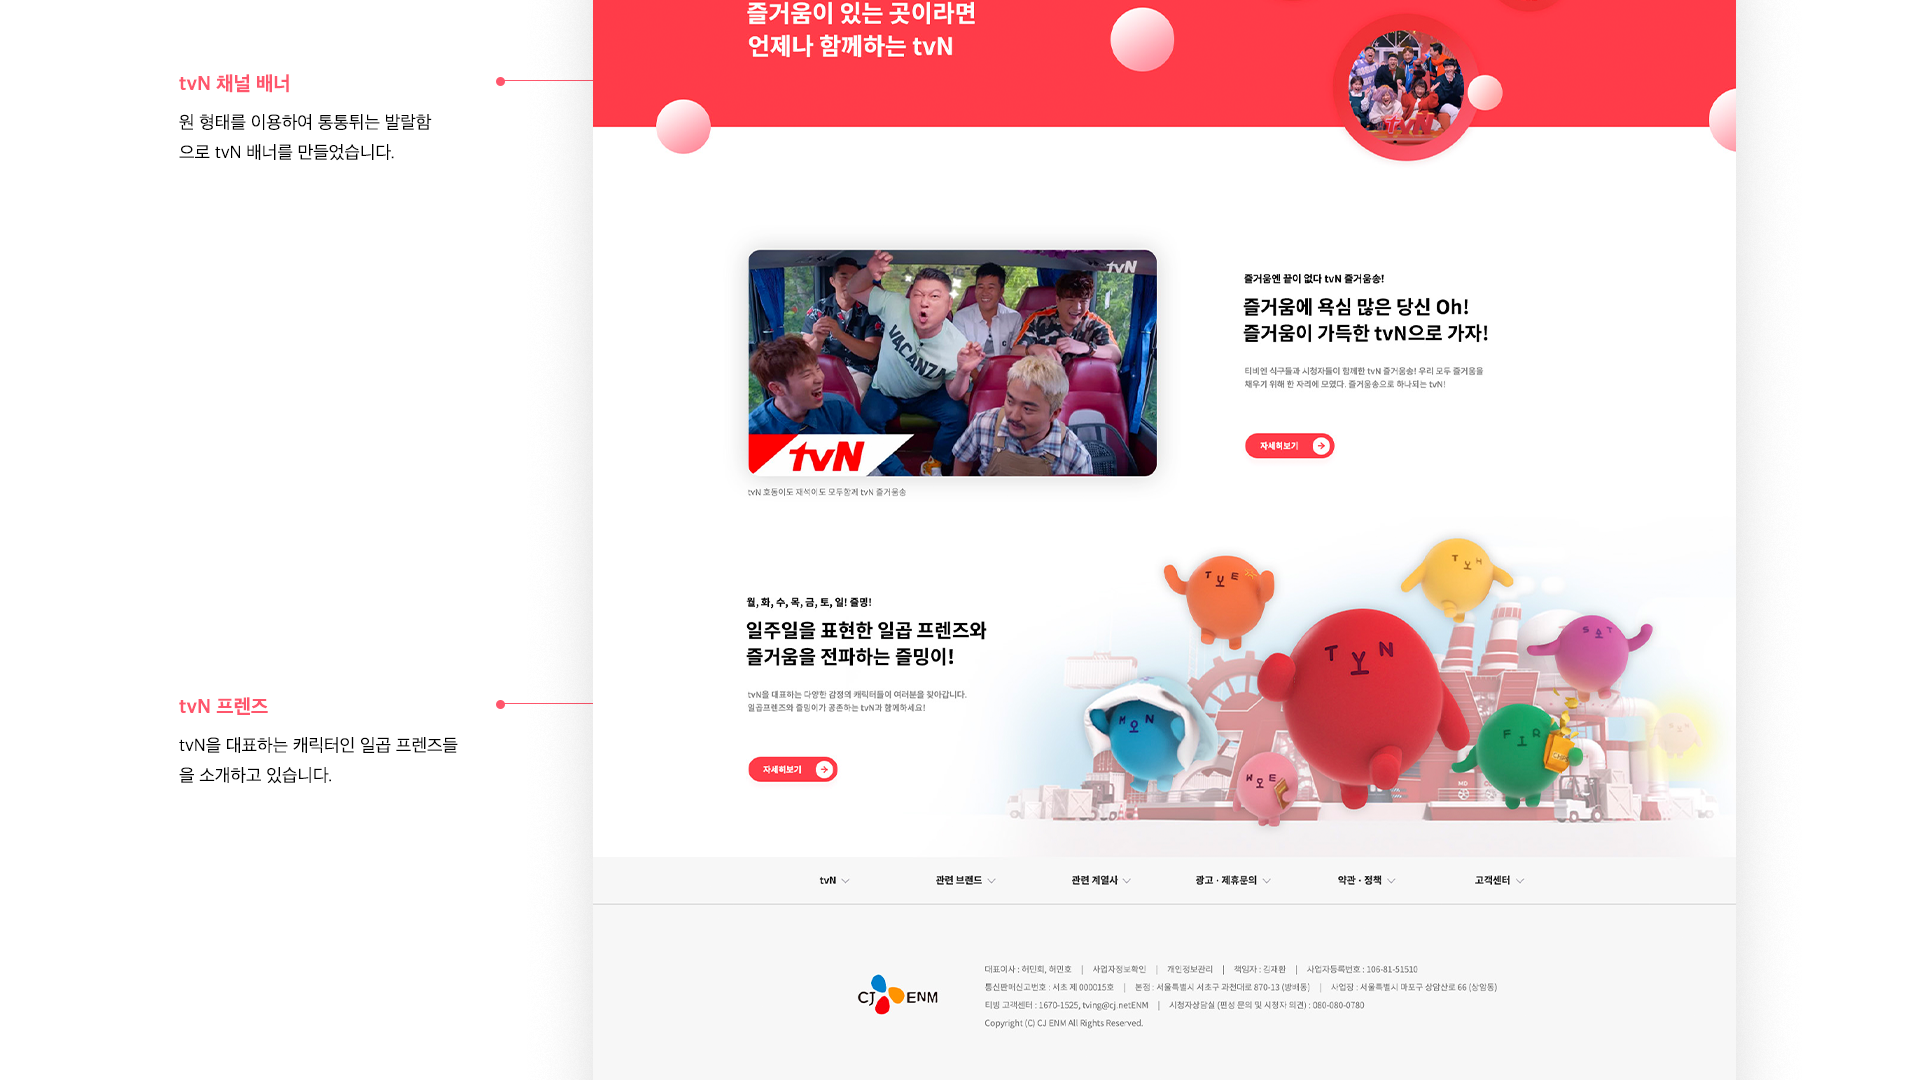 즐거움이 있는 곳이라면
언제나 함께하는 tvN
tvN
tvN 채널 배너
원 형태를 이용하여 통통튀는 발랄함
으로 tvN 배너를 만들었습니다.
tvN
VACANZA
tvN
tvN 호동이도 재석이도 모두함께 tvN 즐거움송
즐거움엔 끝이 없다 tvN 즐거움송!
즐거움에 욕심 많은 당신 Oh!
즐거움이 가득한 tvN으로 가자!
티비엔 식구들과 시청자들이 함께한 tvN 즐거움송! 우리 모두 즐거움을
채우기 위해 한 자리에 모였다. 즐거움송으로 하나되는 tvN!
자세히보기
월, 화, 수, 목, 금, 토, 일! 즐명!
일주일을 표현한 일곱 프렌즈와
즐거움을 전파하는 즐밍이!
tvN을 대표하는 다양한 감정의 캐릭터들이 여러분을 찾아갑니다.
일곱프렌즈와 즐밍이가 공존하는 tvN과 함께하세요!
자세히보기
TUE
THU
TVN
SAT
MON
WED
FRI
tvN 프렌즈
tvN을 대표하는 캐릭터인 일곱 프렌즈들
을 소개하고 있습니다.
tvN
관련 브랜드
관련 계열사
광고 · 제휴문의
약관 · 정책
고객센터
CJ ENM
대표이사 : 허민회, 허민호 | 사업자정보확인 | 개인정보관리 | 책임자 : 김재환 | 사업자등록번호 : 106-81-51510
통신판매신고번호 : 서초 제 000015호 | 본점 : 서울특별시 서초구 과천대로 870-13 (방배동) | 사업장 : 서울특별시 마포구 상암산로 66 (상암동)
티빙 고객센터 : 1670-1525, tving@cj.netENM | 시청자상담실 (편성 문의 및 시청자 의견) : 080-080-0780
Copyright (C) CJ ENM All Rights Reserved.